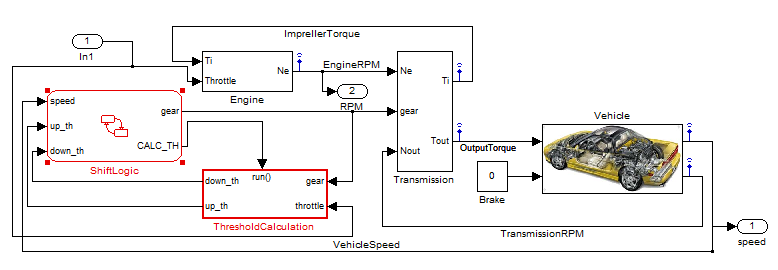 ImprellerTorque
1
In1
Ti
Throttle
Ne
Engine
EngineRPM
2
RPM
Ne
gear
Nout
Ti
Tout
Transmission
OutputTorque
Vehicle
0
Brake
TransmissionRPM
1
speed
speed
up_th
down_th
gear
CALC_TH
ShiftLogic
run()
down_th
up_th
gear
throttle
ThresholdCalculation
VehicleSpeed